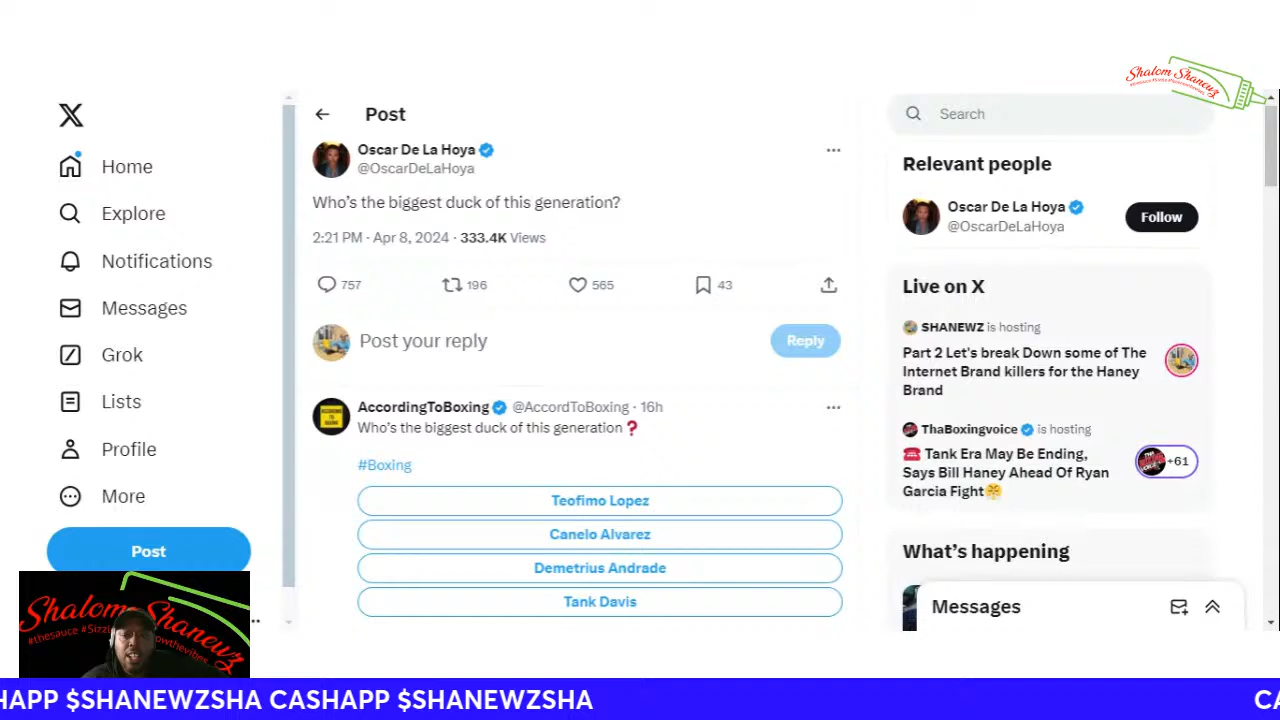 Shalom Shanewz
X
Home
Explore
Notifications
Messages
Grok
Lists
Profile
More
Post
Post
Oscar De La Hoya
@OscarDeLaHoya
Who's the biggest duck of this generation?
2:21 PM · Apr 8, 2024 · 333.4K Views
757 196 565 43
Post your reply
Reply
AccordingToBoxing @AccordToBoxing · 16h
Who's the biggest duck of this generation❓
#Boxing
Teofimo Lopez
Canelo Alvarez
Demetrius Andrade
Tank Davis
Search
Relevant people
Oscar De La Hoya
@OscarDeLaHoya
Follow
Live on X
SHANEWZ is hosting
Part 2 Let's break Down some of The
Internet Brand killers for the Haney
Brand
ThaBoxingvoice is hosting
☎️ Tank Era May Be Ending,
Says Bill Haney Ahead Of Ryan
Garcia Fight😤
+61
What's happening
Messages
Shalom Shanewz
#thesauce
HAPP $SHANEWZSHA CASHAPP $SHANEWZSHA
CA